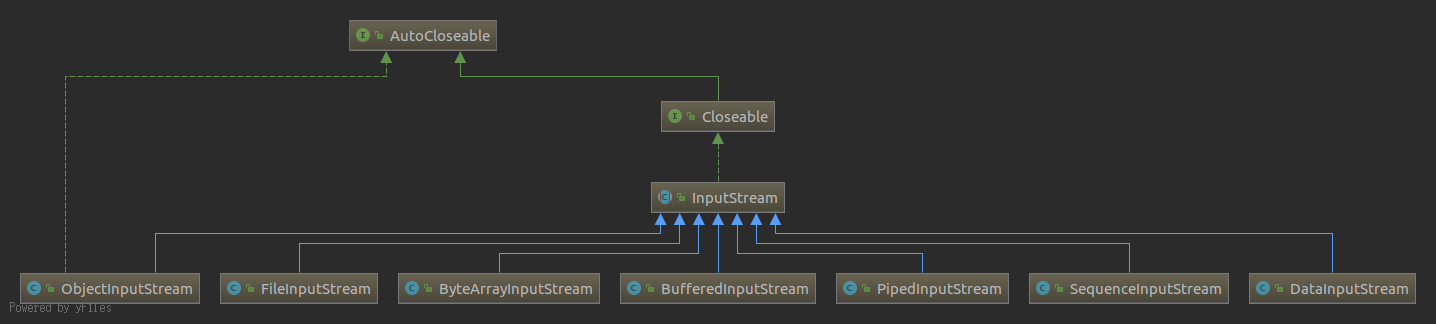 AutoCloseable
Closeable
InputStream
ObjectInputStream FileInputStream ByteArrayInputStream BufferedInputStream PipedInputStream SequenceInputStream DataInputStream
Powered by yFiles